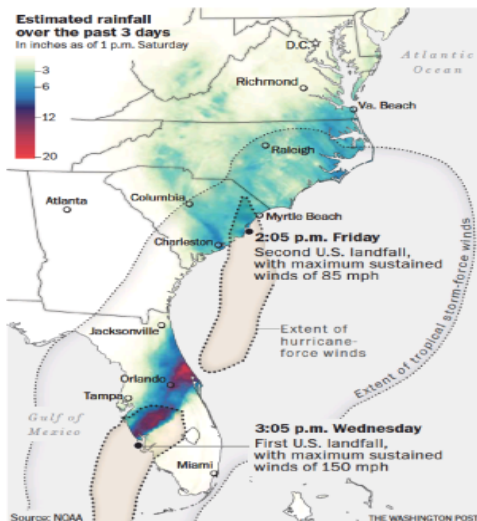 Estimated rainfall
over the past 3 days
In inches as of 1 p.m. Saturday
3
6
12
20
D.C.
Atlantic
Ocean
Richmond
Va. Beach
Raleigh
Atlanta
Columbia
Myrtle Beach
Charleston
2:05 p.m. Friday
Second U.S. landfall,
with maximum sustained
winds of 85 mph
Extent of
hurricane-
force winds
Extent of tropical storm-force winds
Jacksonville
Orlando
Tampa
Gulf of
Mexico
3:05 p.m. Wednesday
First U.S. landfall,
with maximum sustained
winds of 150 mph
Miami
Source: NOAA
THE WASHINGTON POST